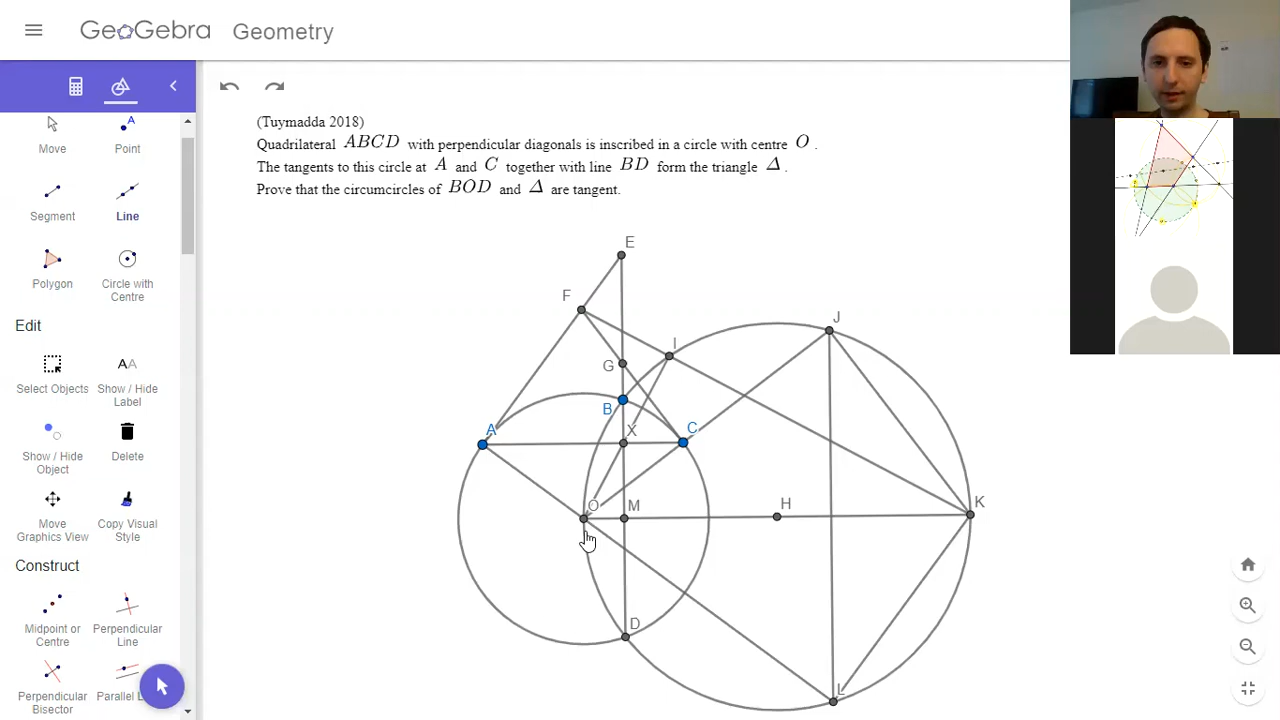 GeoGebra Geometry
(Tuymadda 2018)
Quadrilateral ABCD with perpendicular diagonals is inscribed in a circle with centre O .
The tangents to this circle at A and C together with line BD form the triangle Δ .
Prove that the circumcircles of BOD and Δ are tangent.
Move
Point
Segment
Line
Polygon
Circle with
Centre
Edit
Select Objects
Show / Hide
Label
Show / Hide
Object
Delete
Move
Graphics View
Copy Visual
Style
Construct
Midpoint or
Centre
Perpendicular
Line
Perpendicular
Bisector
Parallel L
A
AA
E
F
J
I
G
B
A
X
C
O
M
H
K
D
L